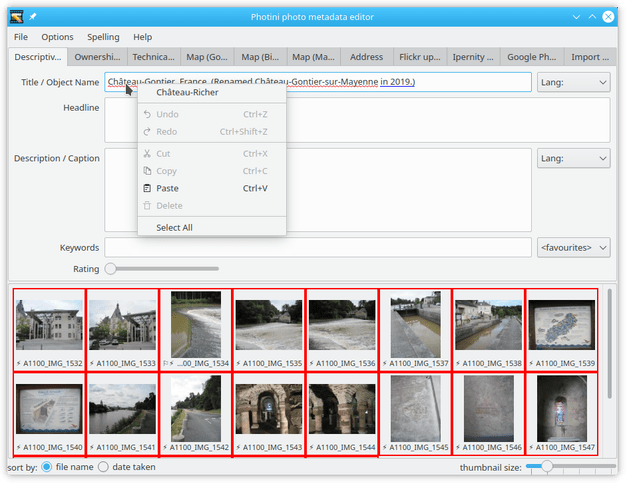 Photini photo metadata editor
File Options Spelling Help
Descriptiv... Ownershi... Technica... Map (Go... Map (Bi... Map (Ma... Address Flickr up... Ipernity ... Google Ph... Import ...
Title / Object Name Château-Gontier, France. (Renamed Château-Gontier-sur-Mayenne in 2019.) Lang:
Château-Richer
Headline
Undo Ctrl+Z
Redo Ctrl+Shift+Z
Cut Ctrl+X
Description / Caption Lang:
Copy Ctrl+C
Paste Ctrl+V
Delete
Select All
Keywords <favourites>
Rating
A1100_IMG_1532 A1100_IMG_1533 ...00_IMG_1534 A1100_IMG_1535 A1100_IMG_1536 A1100_IMG_1537 A1100_IMG_1538 A1100_IMG_1539
A1100_IMG_1540 A1100_IMG_1541 A1100_IMG_1542 A1100_IMG_1543 A1100_IMG_1544 A1100_IMG_1545 A1100_IMG_1546 A1100_IMG_1547
sort by: file name date taken thumbnail size: